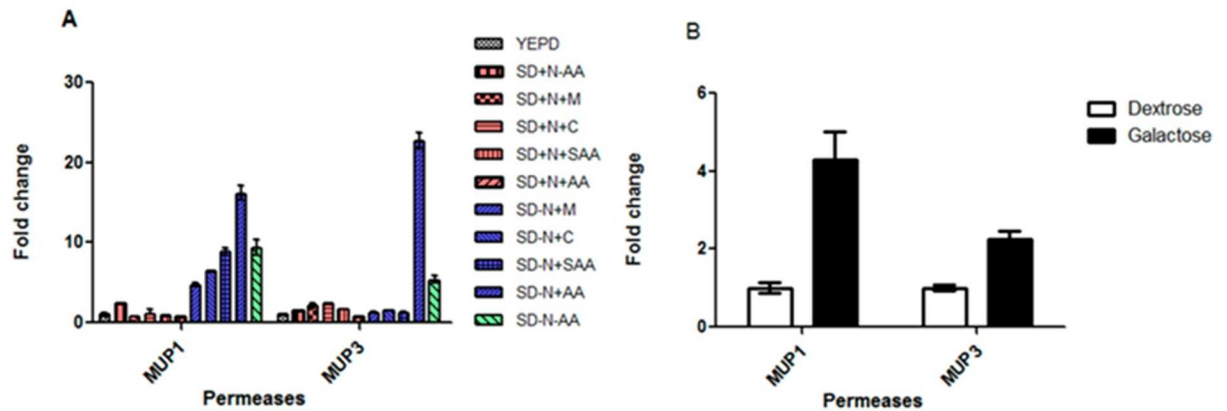 A
Fold change
30
20
10
0
MUP1
MUP3
Permeases
YEPD
SD+N-AA
SD+N+M
SD+N+C
SD+N+SAA
SD+N+AA
SD-N+M
SD-N+C
SD-N+SAA
SD-N+AA
SD-N-AA
B
Fold change
6
4
2
0
MUP1
MUP3
Permeases
Dextrose
Galactose